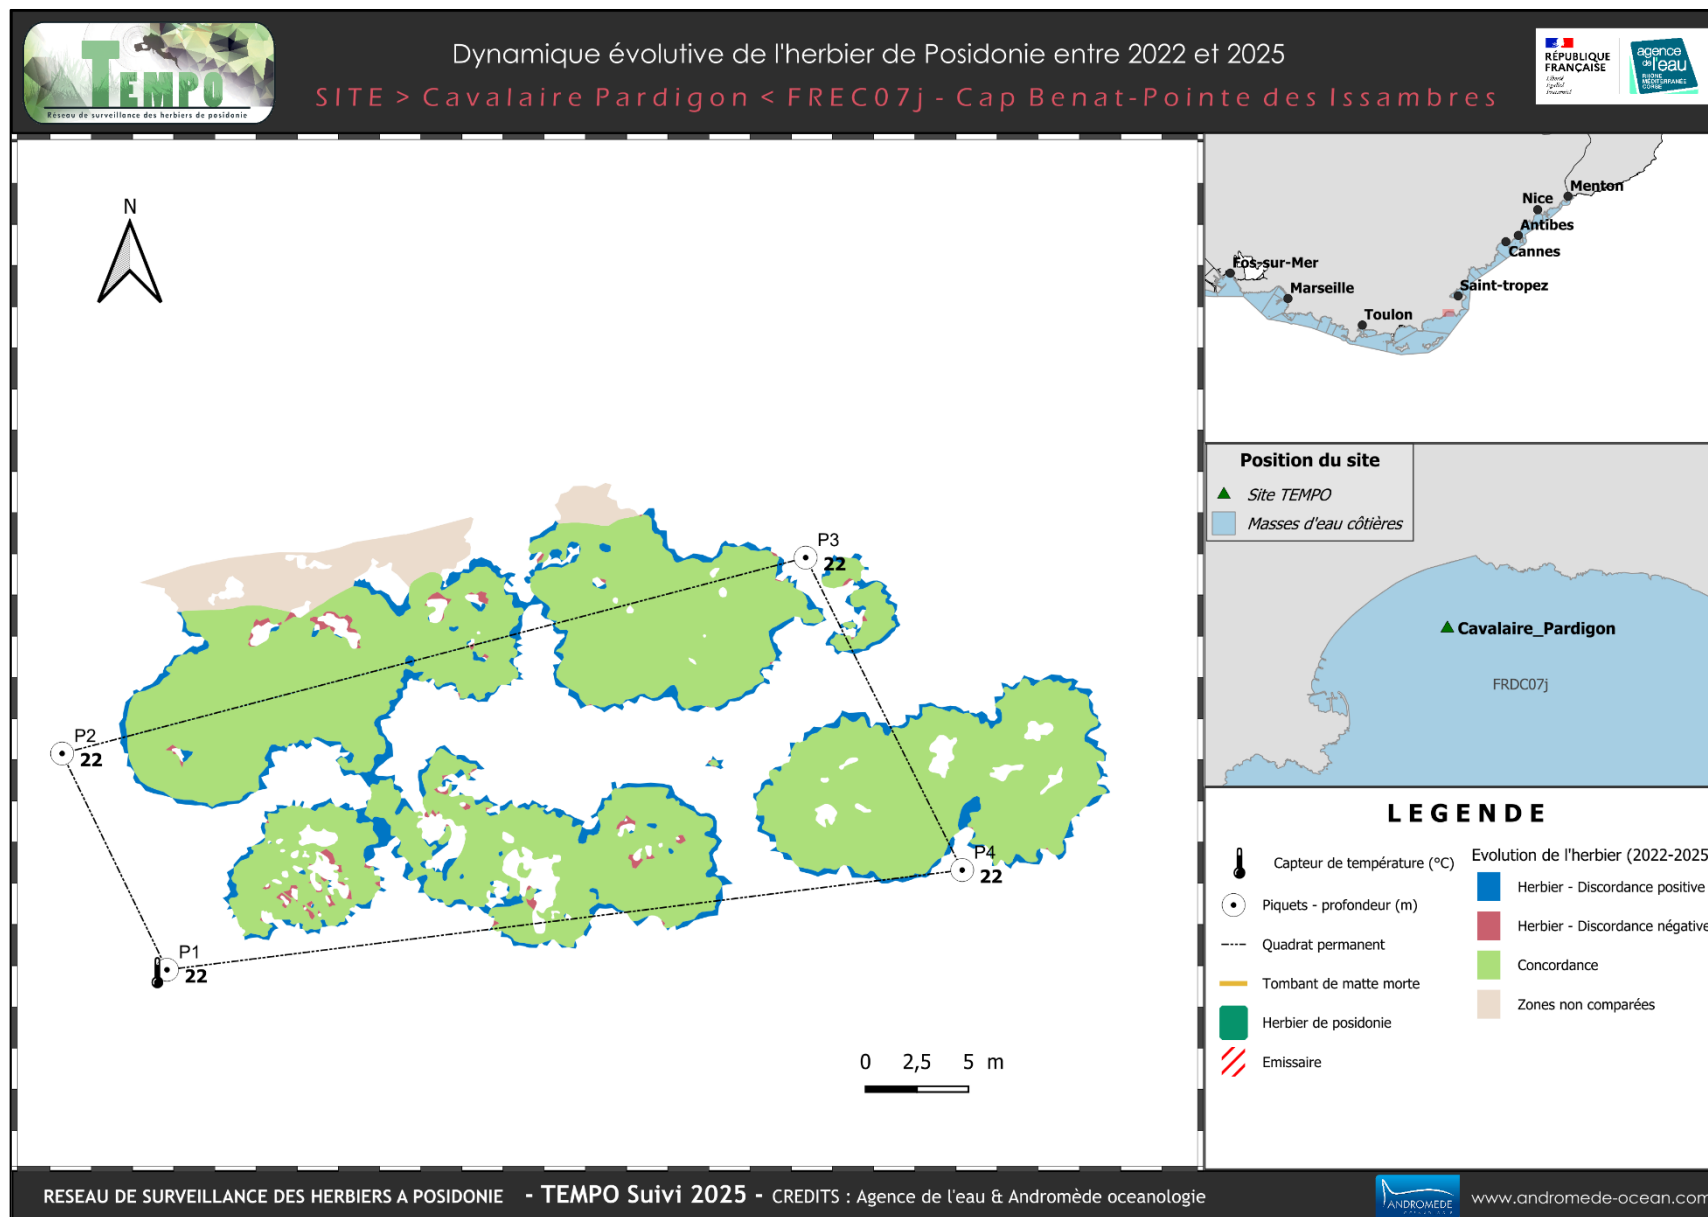 TEMPO
Réseau de surveillance des herbiers de posidonie
Dynamique évolutive de l'herbier de Posidonie entre 2022 et 2025
SITE > Cavalaire Pardigon < FREC07j - Cap Benat-Pointe des Issambres
RÉPUBLIQUE
FRANÇAISE
Liberté
Égalité
Fraternité
agence
de l'eau
RHÔNE
MÉDITERRANÉE
CORSE
N
P3
22
P2
22
P4
22
P1
22
0 2,5 5 m
Menton
Nice
Antibes
Cannes
Fos-sur-Mer
Marseille
Saint-tropez
Toulon
Position du site
Site TEMPO
Masses d'eau côtières
Cavalaire_Pardigon
FRDC07j
LEGENDE
Capteur de température (°C)
Piquets - profondeur (m)
Quadrat permanent
Tombant de matte morte
Herbier de posidonie
Emissaire
Evolution de l'herbier (2022-2025
Herbier - Discordance positive
Herbier - Discordance négative
Concordance
Zones non comparées
RESEAU DE SURVEILLANCE DES HERBIERS A POSIDONIE - TEMPO Suivi 2025 - CREDITS : Agence de l'eau & Andromède oceanologie
ANDROMEDE
www.andromede-ocean.com